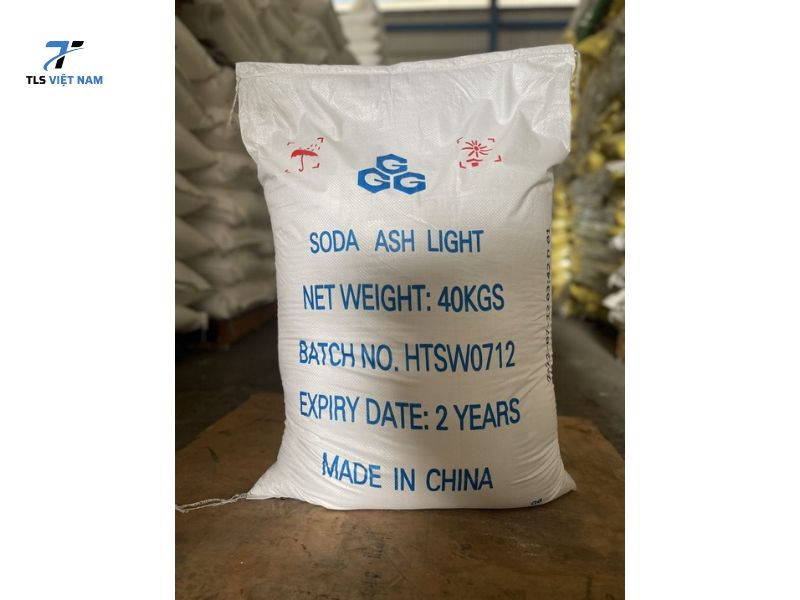 TLS VIỆT NAM
G
GG
SODA ASH LIGHT
NET WEIGHT: 40KGS
BATCH NO. HTSW0712
EXPIRY DATE: 2 YEARS
MADE IN CHINA